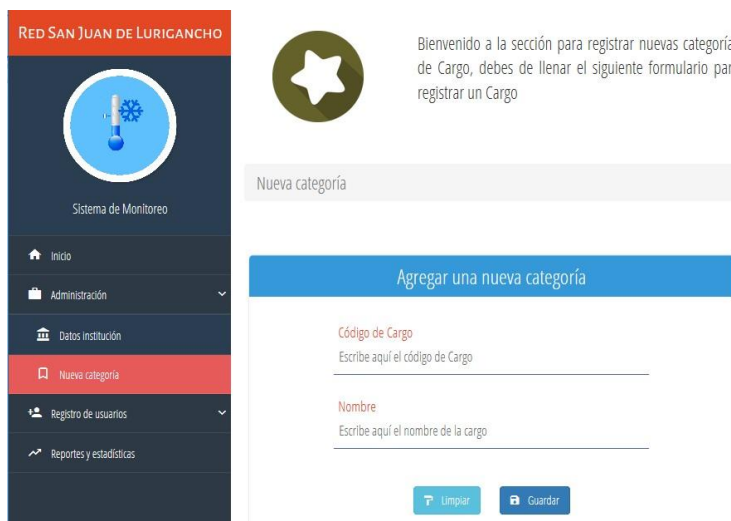 RED SAN JUAN DE LURIGANCHO
Sistema de Monitoreo
Inicio
Administración
Datos institución
Nueva categoría
Registro de usuarios
Reportes y estadísticas
Bienvenido a la sección para registrar nuevas categoría
de Cargo, debes de llenar el siguiente formulario par
registrar un Cargo
Nueva categoría
Agregar una nueva categoría
Código de Cargo
Escribe aquí el código de Cargo
Nombre
Escribe aquí el nombre de la cargo
Limpiar
Guardar